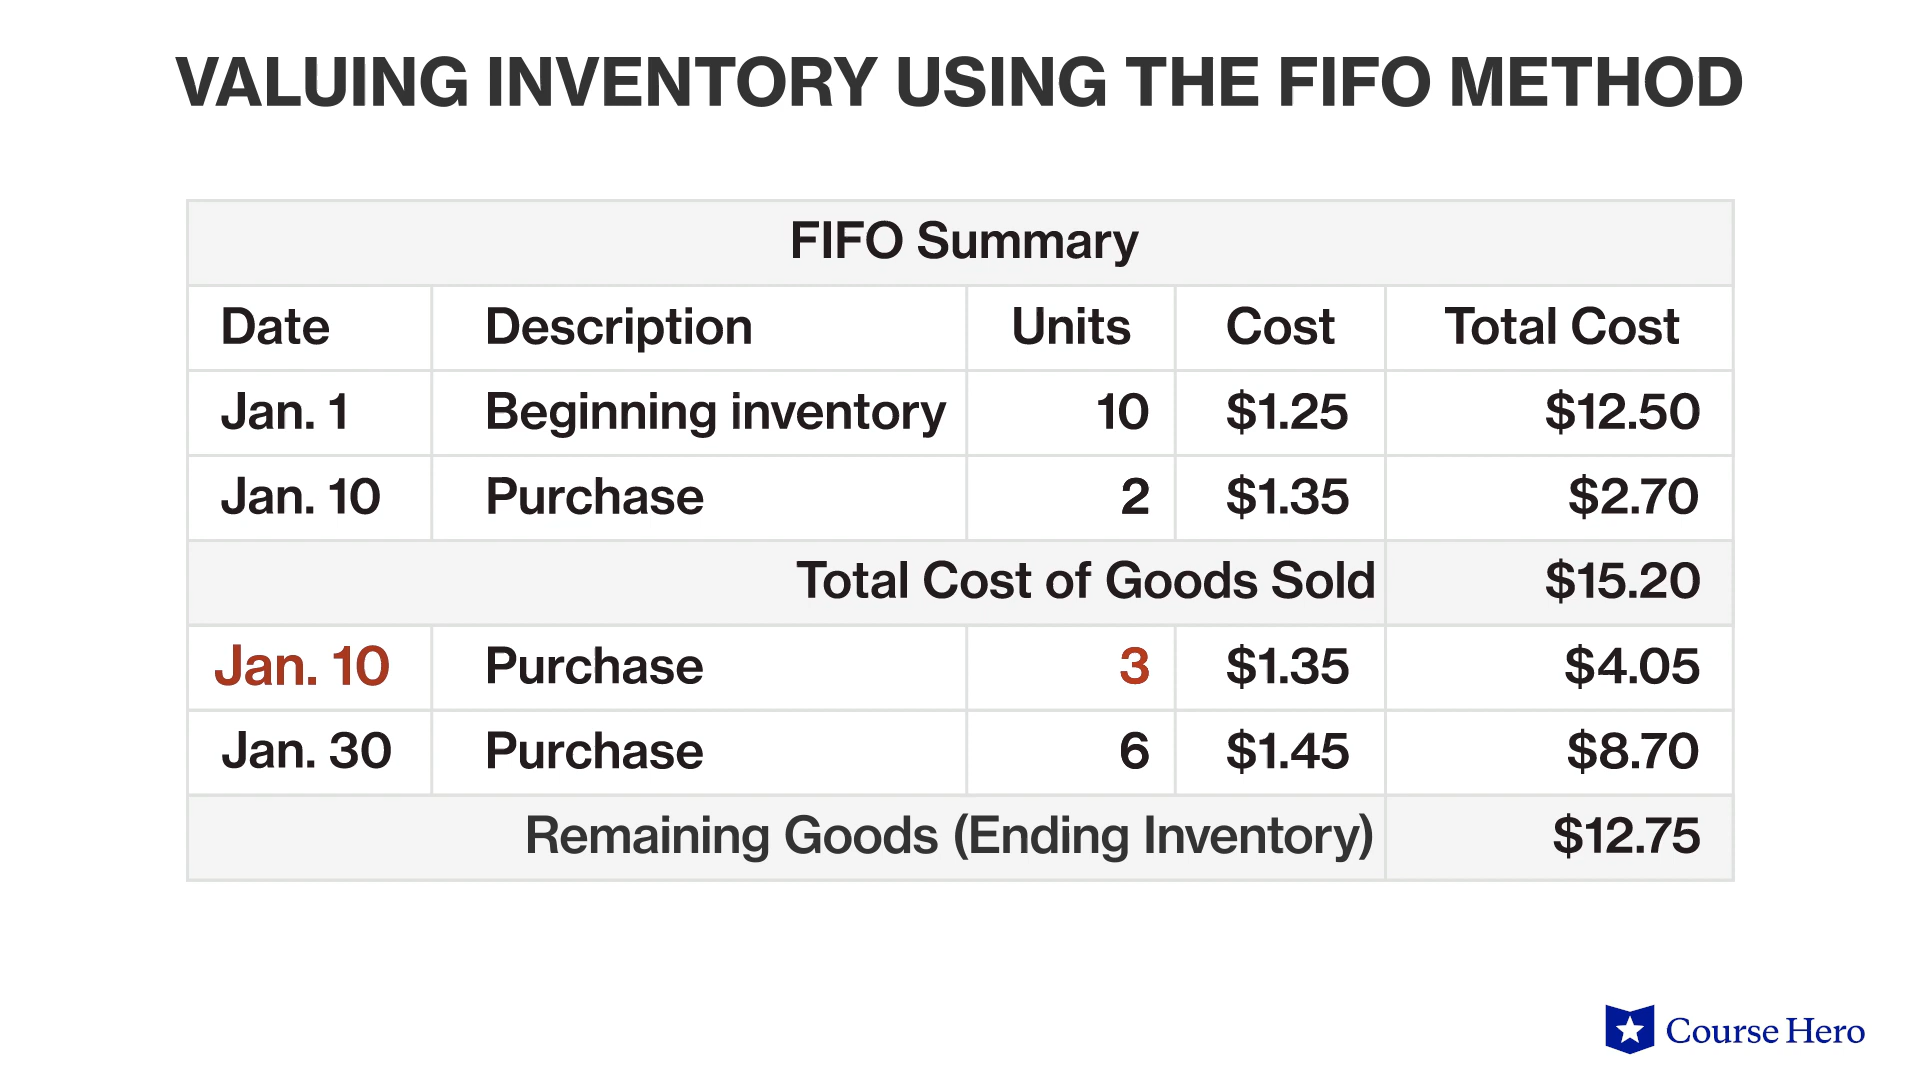 VALUING INVENTORY USING THE FIFO METHOD
FIFO Summary
Date Description Units Cost Total Cost
Jan. 1 Beginning inventory 10 $1.25 $12.50
Jan. 10 Purchase 2 $1.35 $2.70
Total Cost of Goods Sold $15.20
Jan. 10 Purchase 3 $1.35 $4.05
Jan. 30 Purchase 6 $1.45 $8.70
Remaining Goods (Ending Inventory) $12.75
Course Hero